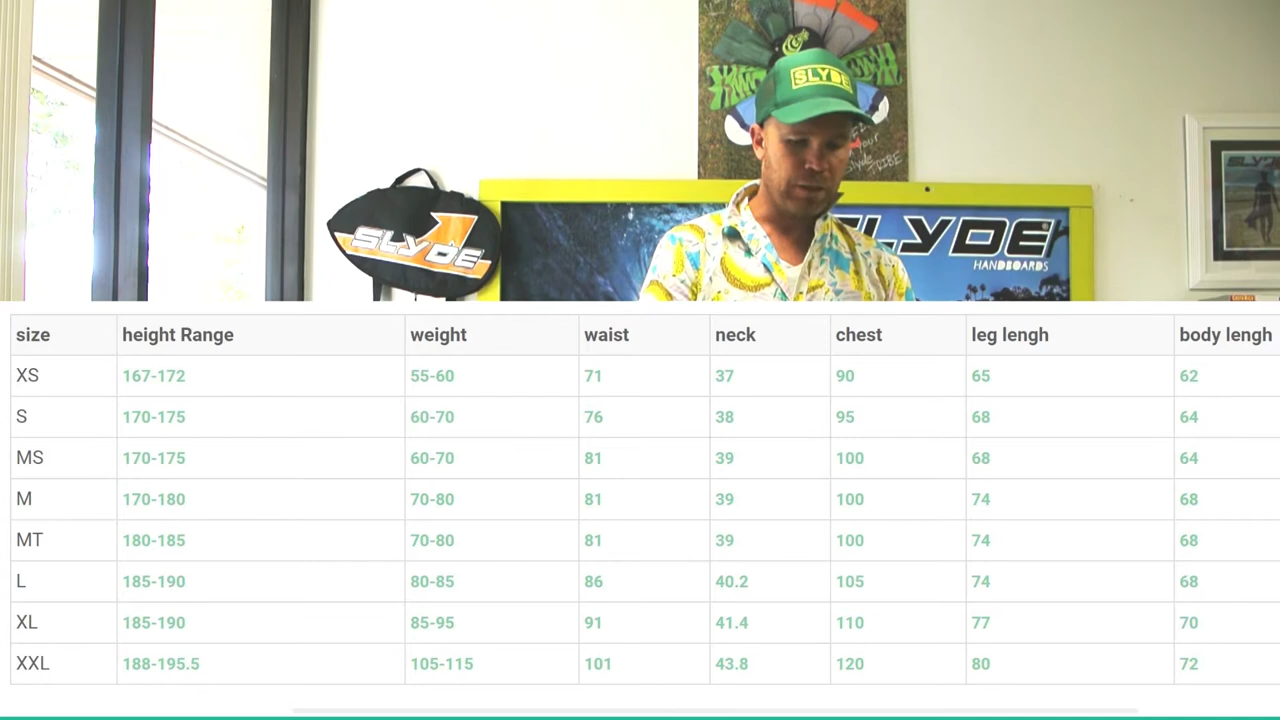 SLYDE
your
TRIBE
SLYDE
SLYDE
HANDBOARDS
SLYDE
size height Range weight waist neck chest leg lengh body lengh
XS 167-172 55-60 71 37 90 65 62
S 170-175 60-70 76 38 95 68 64
MS 170-175 60-70 81 39 100 68 64
M 170-180 70-80 81 39 100 74 68
MT 180-185 70-80 81 39 100 74 68
L 185-190 80-85 86 40.2 105 74 68
XL 185-190 85-95 91 41.4 110 77 70
XXL 188-195.5 105-115 101 43.8 120 80 72